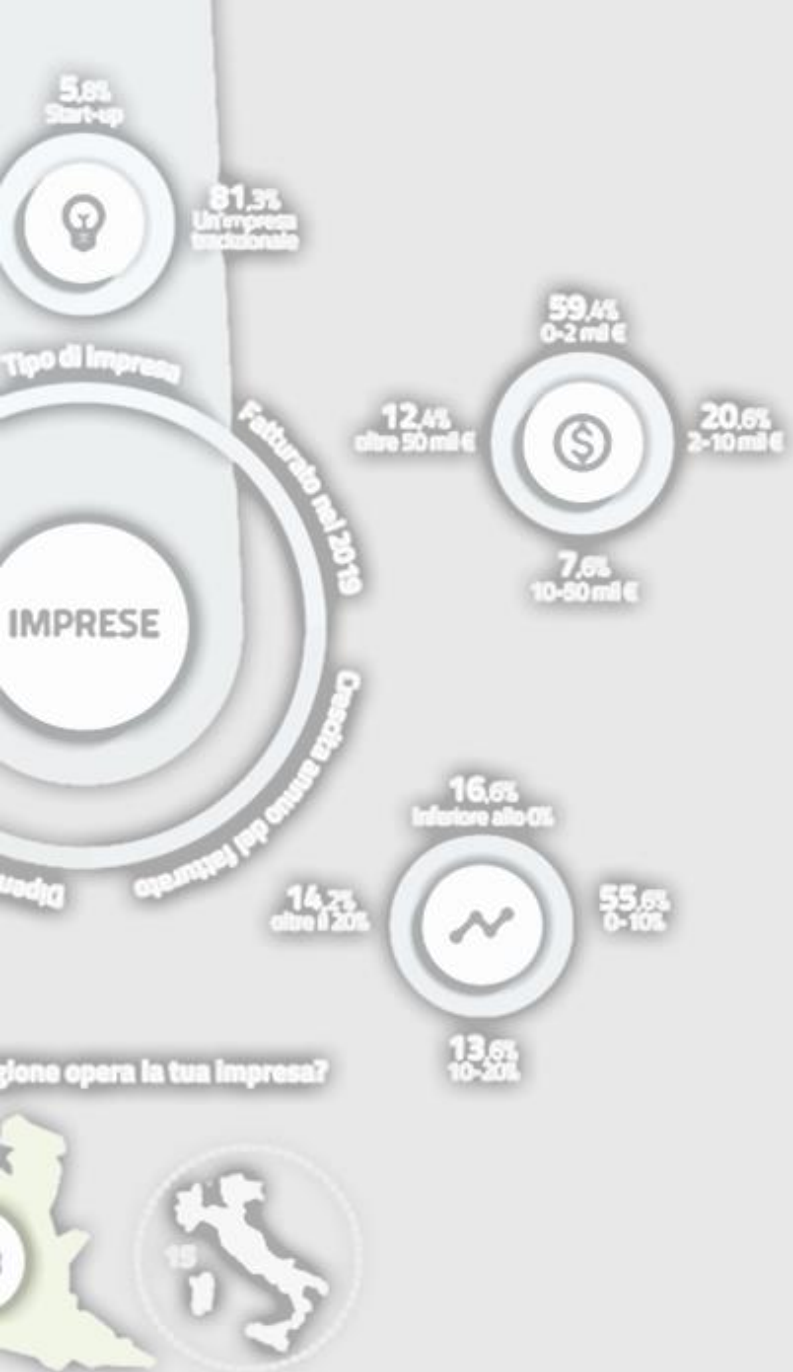 5,8%
Start-up
81,3%
Un'impresa
tradizionale
Tipo di impresa
Fatturato nel 2019
59,4%
0-2 mil €
12,4%
oltre 50 mil €
20,6%
2-10 mil €
7,6%
10-50 mil €
IMPRESE
Crescita annuo del fatturato
16,6%
Inferiore allo 0%
14,2%
oltre il 20%
55,6%
0-10%
13,6%
10-20%
opera la tua impresa?
15